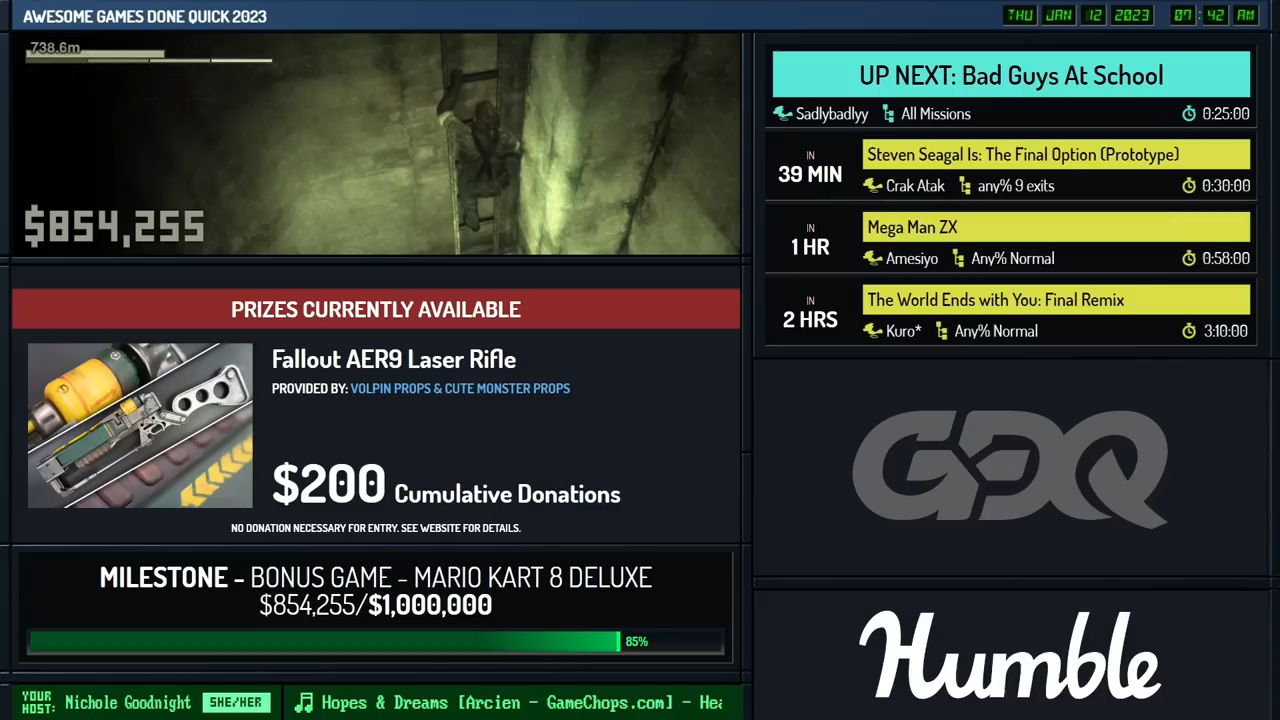 AWESOME GAMES DONE QUICK 2023
THU JAN 12 2023 07:42 AM
738.6m
$854,255
UP NEXT: Bad Guys At School
Sadlybadlyy All Missions 0:25:00
IN 39 MIN
Steven Seagal Is: The Final Option (Prototype)
Crak Atak any% 9 exits 0:30:00
IN 1 HR
Mega Man ZX
Amesiyo Any% Normal 0:58:00
IN 2 HRS
The World Ends with You: Final Remix
Kuro* Any% Normal 3:10:00
PRIZES CURRENTLY AVAILABLE
Fallout AER9 Laser Rifle
PROVIDED BY: VOLPIN PROPS & CUTE MONSTER PROPS
$200 Cumulative Donations
NO DONATION NECESSARY FOR ENTRY. SEE WEBSITE FOR DETAILS.
MILESTONE - BONUS GAME - MARIO KART 8 DELUXE
$854,255/$1,000,000
85%
GDQ
Humble
YOUR HOST: Nichole Goodnight SHE/HER
Hopes & Dreams [Arcien - GameChops.com] - Hea